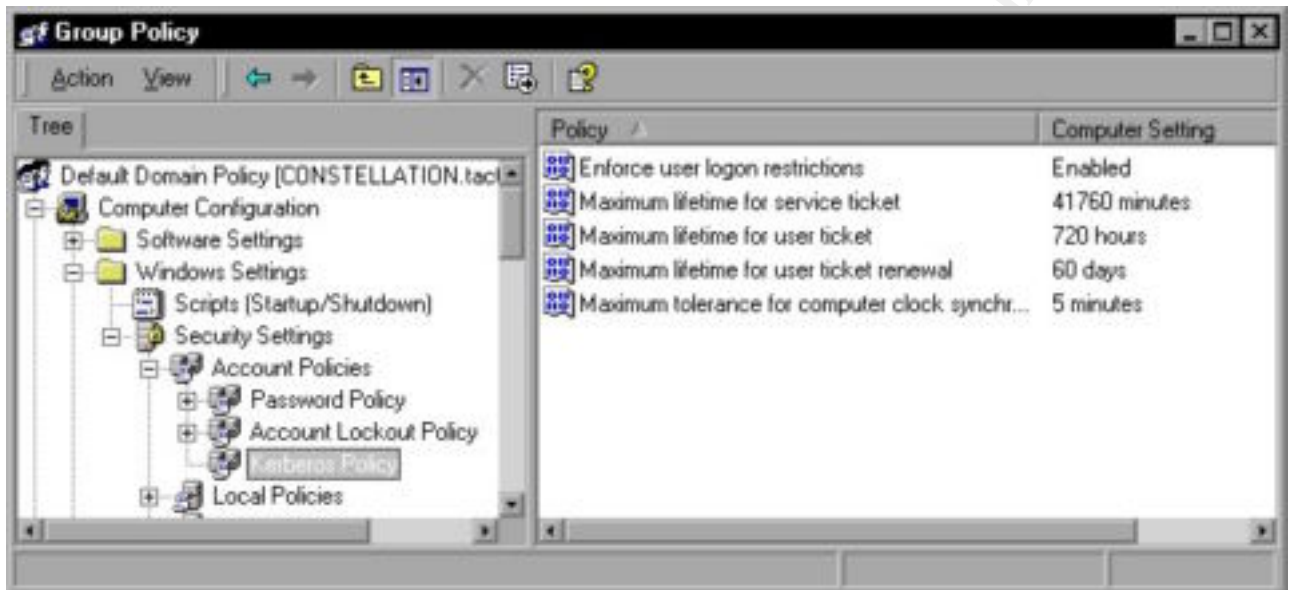 Group Policy
Action View
Tree
Policy Computer Setting
Default Domain Policy [CONSTELLATION.tact
Computer Configuration
Software Settings
Windows Settings
Scripts (Startup/Shutdown)
Security Settings
Account Policies
Password Policy
Account Lockout Policy
Kerberos Policy
Local Policies
Enforce user logon restrictions Enabled
Maximum lifetime for service ticket 41760 minutes
Maximum lifetime for user ticket 720 hours
Maximum lifetime for user ticket renewal 60 days
Maximum tolerance for computer clock synchr... 5 minutes